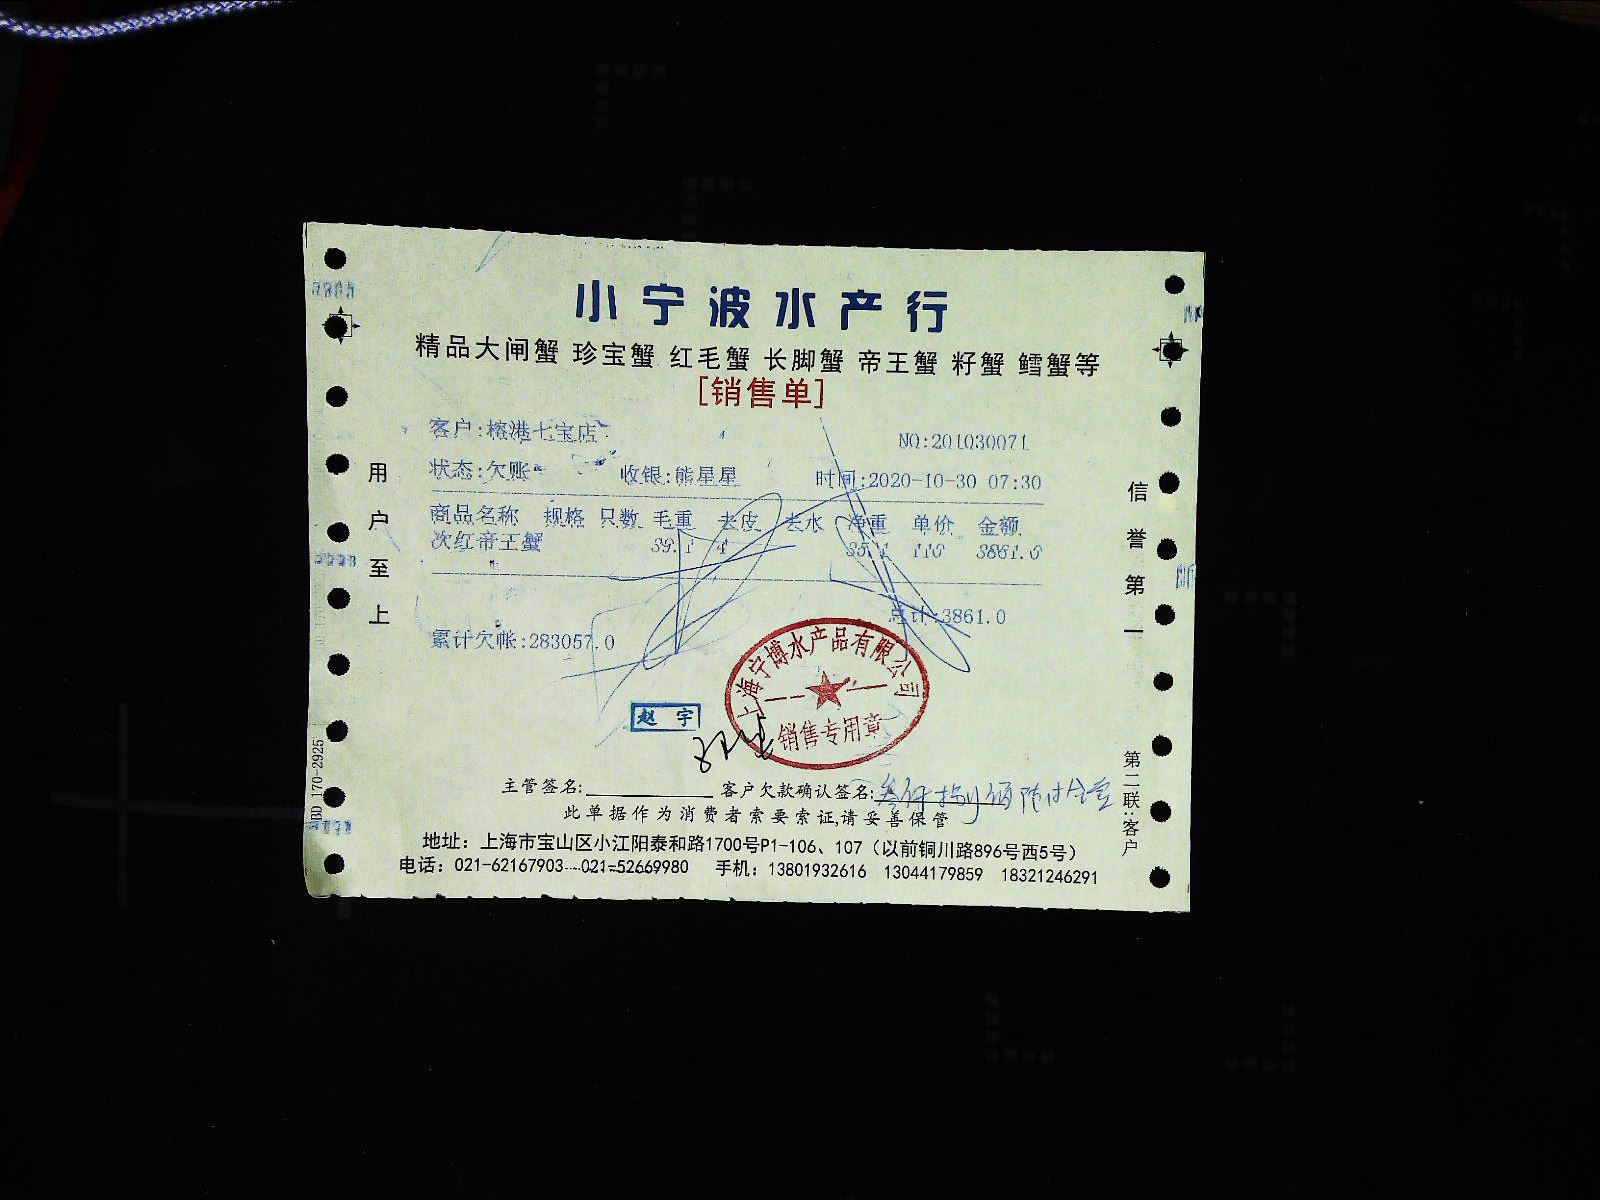 小宁波水产行
精品大闸蟹 珍宝蟹 红毛蟹 长脚蟹 帝王蟹 籽蟹 鳕蟹等
[销售单]
客户:榕港七宝店
NO:201030071
状态:欠账 收银:熊星星 时间:2020-10-30 07:30
商品名称 规格 只数 毛重 去皮 去水 净重 单价 金额
次红帝王蟹 39.1 4 35.1 110 3861.0
总计:3861.0
累计欠帐:283057.0
上海宁博水产品有限公司
销售专用章
赵宇
主管签名: 客户欠款确认签名:
此单据作为消费者索要索证,请妥善保管
地址：上海市宝山区小江阳泰和路1700号P1-106、107（以前铜川路896号西5号）
电话：021-62167903 021-52669980 手机：13801932616 13044179859 18321246291
用户至上
信誉第一
第二联:客户
BD 170-2925